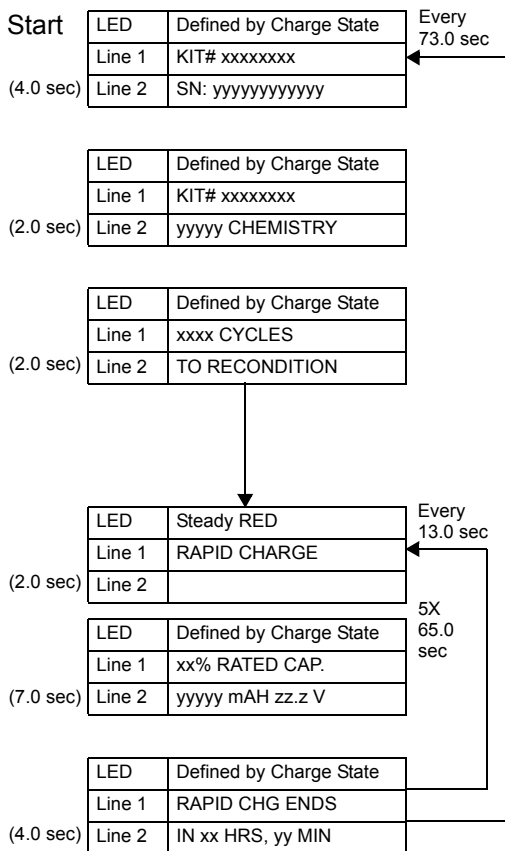 Start
LED Defined by Charge State
Every
73.0 sec
Line 1 KIT# xxxxxxxx
(4.0 sec) Line 2 SN: yyyyyyyyyyyy
LED Defined by Charge State
Line 1 KIT# xxxxxxxx
(2.0 sec) Line 2 yyyyy CHEMISTRY
LED Defined by Charge State
Line 1 xxxx CYCLES
(2.0 sec) Line 2 TO RECONDITION
LED Steady RED
Every
13.0 sec
Line 1 RAPID CHARGE
(2.0 sec) Line 2
5X
65.0
sec
LED Defined by Charge State
Line 1 xx% RATED CAP.
(7.0 sec) Line 2 yyyyy mAH zz.z V
LED Defined by Charge State
Line 1 RAPID CHG ENDS
(4.0 sec) Line 2 IN xx HRS, yy MIN